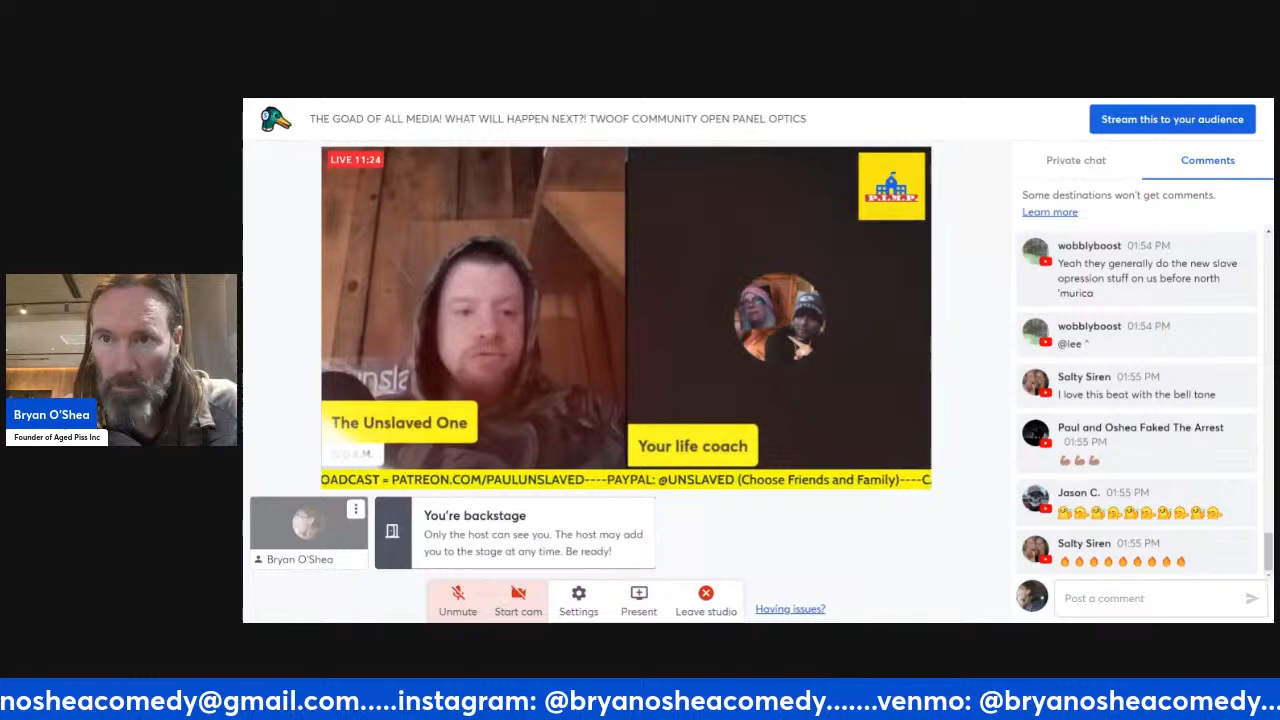 THE GOAD OF ALL MEDIA! WHAT WILL HAPPEN NEXT?! TWOOF COMMUNITY OPEN PANEL OPTICS
Stream this to your audience
LIVE 11:24
The Unslaved One
Your life coach
OADCAST = PATREON.COM/PAULUNSLAVED----PAYPAL: @UNSLAVED (Choose Friends and Family)----C
Bryan O'Shea
Founder of Aged Piss Inc
Bryan O'Shea
You're backstage
Only the host can see you. The host may add
you to the stage at any time. Be ready!
Unmute
Start cam
Settings
Present
Leave studio
Having issues?
Private chat
Comments
Some destinations won't get comments.
Learn more
wobblyboost 01:54 PM
Yeah they generally do the new slave
opression stuff on us before north
'murica
wobblyboost 01:54 PM
@lee ^
Salty Siren 01:55 PM
I love this beat with the bell tone
Paul and Oshea Faked The Arrest
01:55 PM
💪🏽💪🏽💪🏽
Jason C. 01:55 PM
Salty Siren 01:55 PM
🔥🔥🔥🔥🔥🔥🔥🔥🔥
Post a comment
nosheacomedy@gmail.com.....instagram: @bryanosheacomedy.......venmo: @bryanosheacomedy...